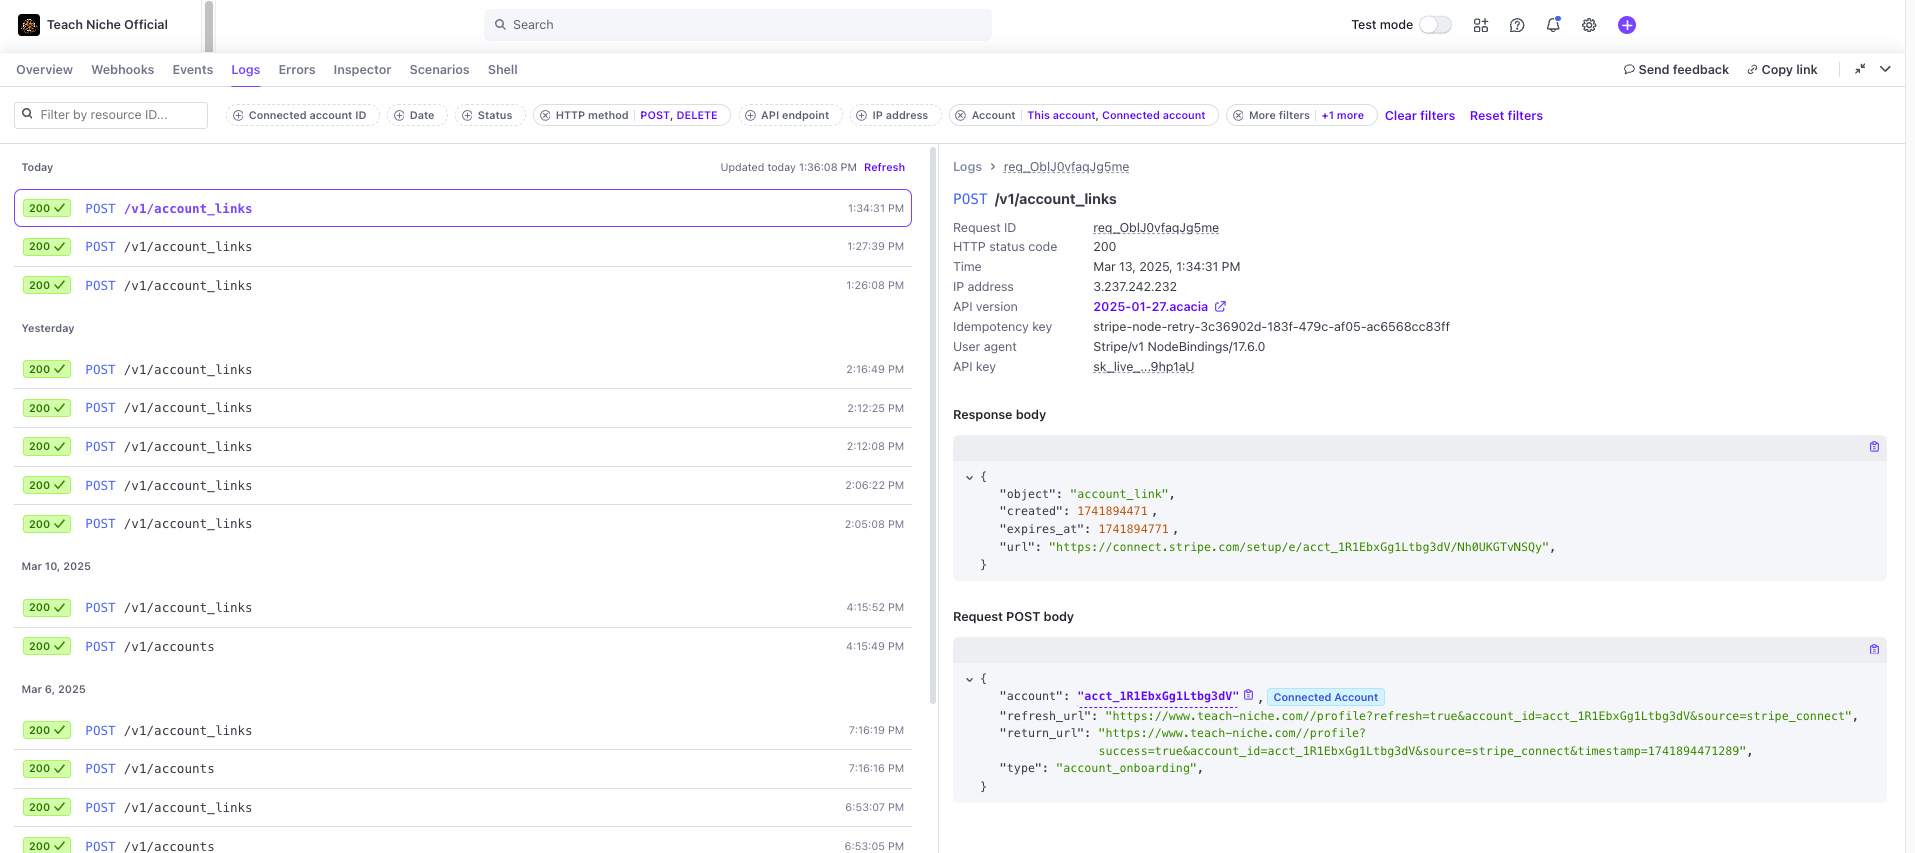 Teach Niche Official
Search
Test mode
Overview Webhooks Events Logs Errors Inspector Scenarios Shell
Send feedback Copy link
Filter by resource ID...
Connected account ID Date Status HTTP method POST, DELETE API endpoint IP address Account This account, Connected account More filters +1 more Clear filters Reset filters
Today
Updated today 1:36:08 PM Refresh
200 POST /v1/account_links 1:34:31 PM
200 POST /v1/account_links 1:27:39 PM
200 POST /v1/account_links 1:26:08 PM
Yesterday
200 POST /v1/account_links 2:16:49 PM
200 POST /v1/account_links 2:12:25 PM
200 POST /v1/account_links 2:12:08 PM
200 POST /v1/account_links 2:06:22 PM
200 POST /v1/account_links 2:05:08 PM
Mar 10, 2025
200 POST /v1/account_links 4:15:52 PM
200 POST /v1/accounts 4:15:49 PM
Mar 6, 2025
200 POST /v1/account_links 7:16:19 PM
200 POST /v1/accounts 7:16:16 PM
200 POST /v1/account_links 6:53:07 PM
200 POST /v1/accounts 6:53:05 PM
Logs > req_OblJ0vfaqJg5me
POST /v1/account_links
Request ID req_OblJ0vfaqJg5me
HTTP status code 200
Time Mar 13, 2025, 1:34:31 PM
IP address 3.237.242.232
API version 2025-01-27.acacia
Idempotency key stripe-node-retry-3c36902d-183f-479c-af05-ac6568cc83ff
User agent Stripe/v1 NodeBindings/17.6.0
API key sk_live_...9hp1aU
Response body
{
"object": "account_link",
"created": 1741894471,
"expires_at": 1741894771,
"url": "https://connect.stripe.com/setup/e/acct_1R1EbxGg1Ltbg3dV/Nh0UKGTvNSQy",
}
Request POST body
{
"account": "acct_1R1EbxGg1Ltbg3dV", Connected Account
"refresh_url": "https://www.teach-niche.com//profile?refresh=true&account_id=acct_1R1EbxGg1Ltbg3dV&source=stripe_connect",
"return_url": "https://www.teach-niche.com//profile?
success=true&account_id=acct_1R1EbxGg1Ltbg3dV&source=stripe_connect&timestamp=1741894471289",
"type": "account_onboarding",
}